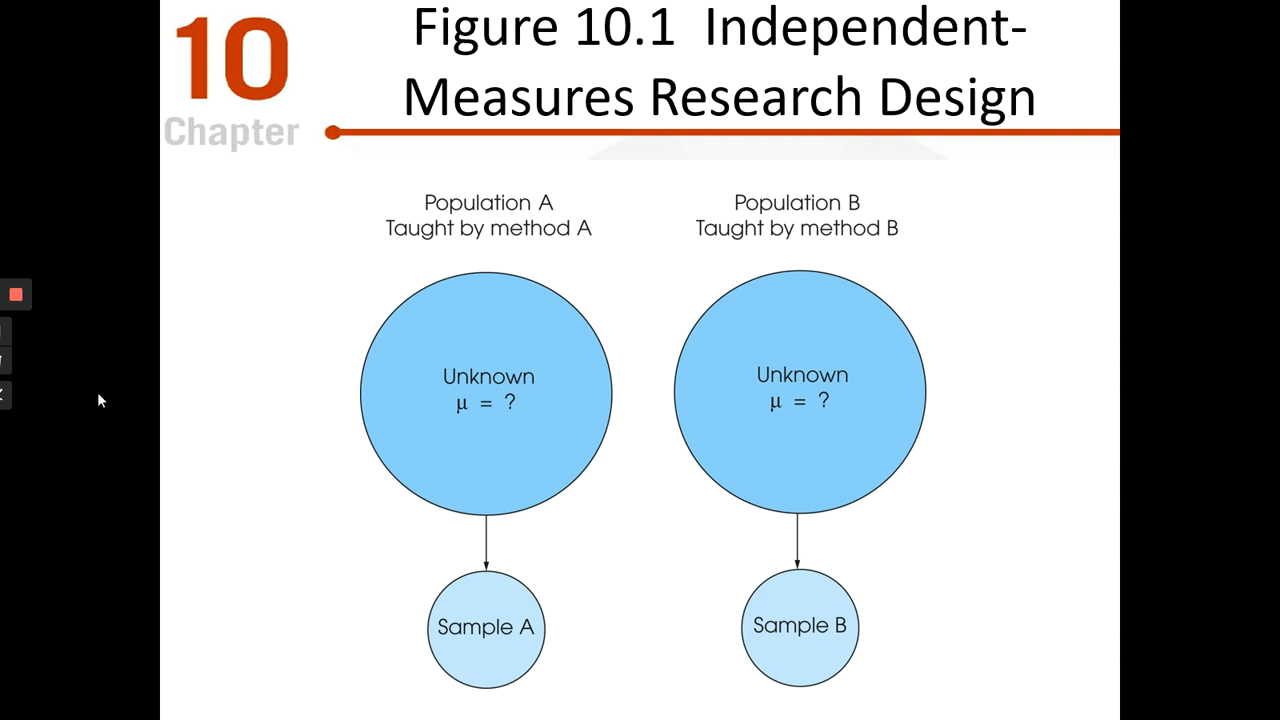 10
Chapter
Figure 10.1 Independent-
Measures Research Design
Population A
Taught by method A
Population B
Taught by method B
Unknown
μ = ?
Unknown
μ = ?
Sample A
Sample B